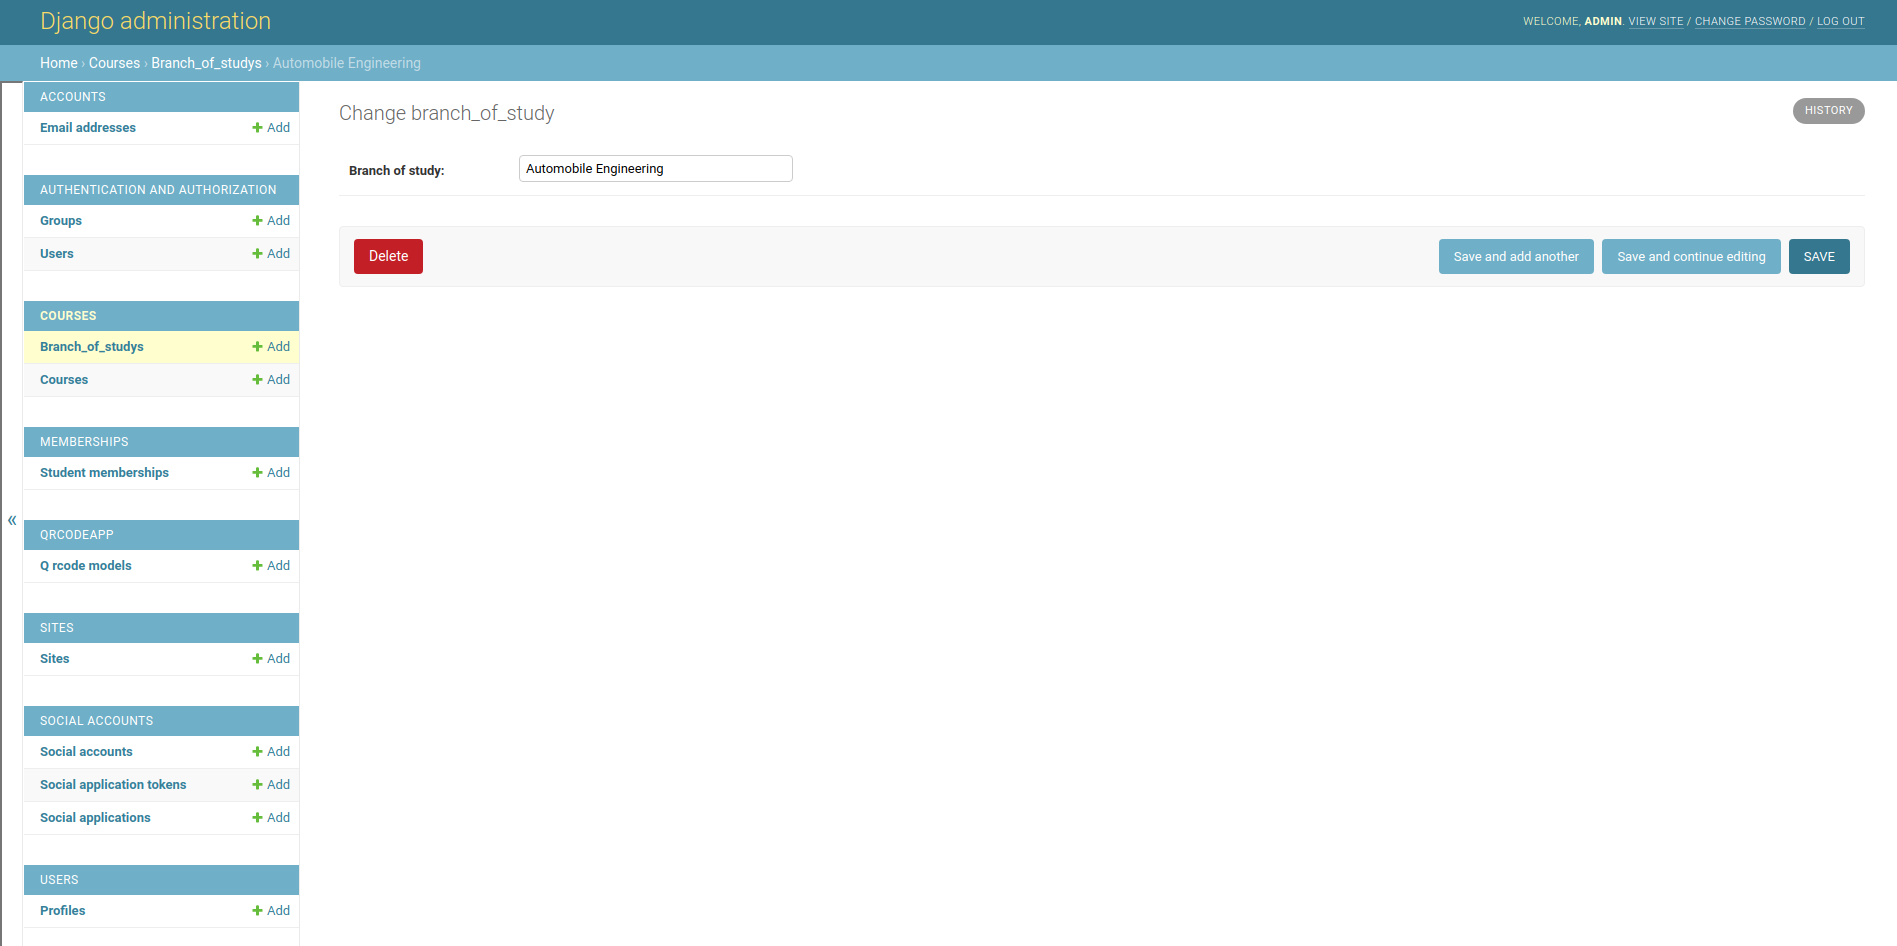 Django administration
WELCOME, ADMIN. VIEW SITE / CHANGE PASSWORD / LOG OUT
Home › Courses › Branch_of_studys › Automobile Engineering
ACCOUNTS
Email addresses Add
AUTHENTICATION AND AUTHORIZATION
Groups Add
Users Add
COURSES
Branch_of_studys Add
Courses Add
MEMBERSHIPS
Student memberships Add
QRCODEAPP
Q rcode models Add
SITES
Sites Add
SOCIAL ACCOUNTS
Social accounts Add
Social application tokens Add
Social applications Add
USERS
Profiles Add
«
Change branch_of_study
HISTORY
Branch of study: Automobile Engineering
Delete Save and add another Save and continue editing SAVE